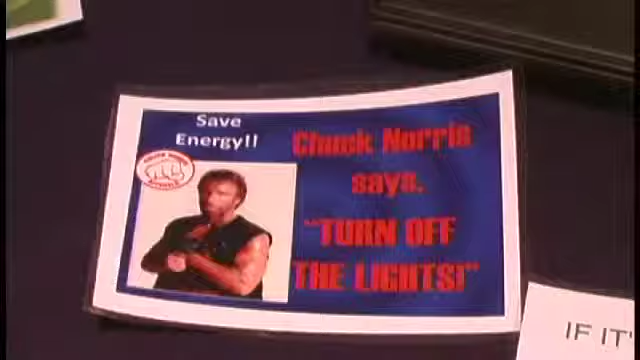 Save
Energy!!
Chuck Norris
says,
"TURN OFF
THE LIGHTS!"
IF IT'